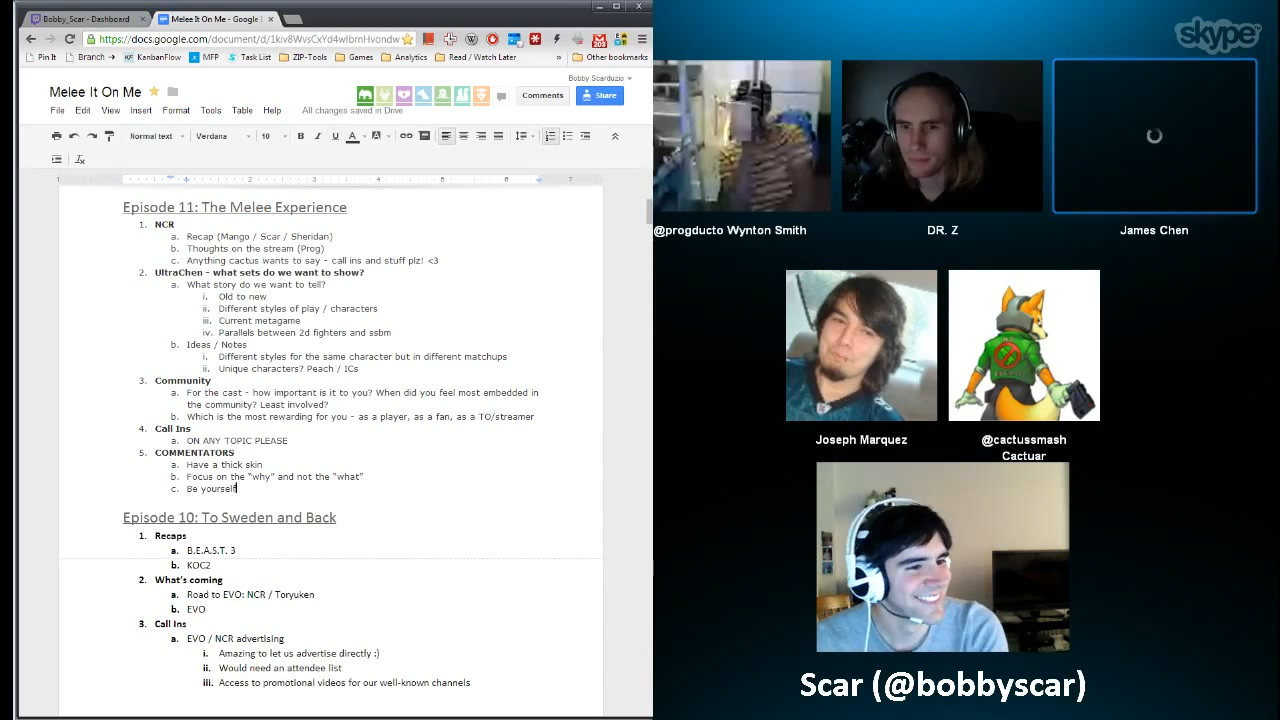 Bobby_Scar - Dashboard
Melee It On Me - Google
https://docs.google.com/document/d/1kiv8WvsCxYd4wIbmHvondw
Pin It
Branch
KanbanFlow
MFP
Task List
ZIP-Tools
Games
Analytics
Read / Watch Later
»
Other bookmarks
Bobby Scarduzio
Melee It On Me
Comments
Share
File Edit View Insert Format Tools Table Help All changes saved in Drive
Normal text Verdana 10 B I U A A
1 1 2 3 4 5 6 7
Episode 11: The Melee Experience
1. NCR
a. Recap (Mango / Scar / Sheridan)
b. Thoughts on the stream (Prog)
c. Anything cactus wants to say - call ins and stuff plz! <3
2. UltraChen - what sets do we want to show?
a. What story do we want to tell?
i. Old to new
ii. Different styles of play / characters
iii. Current metagame
iv. Parallels between 2d fighters and ssbm
b. Ideas / Notes
i. Different styles for the same character but in different matchups
ii. Unique characters? Peach / ICs
3. Community
a. For the cast - how important is it to you? When did you feel most embedded in
the community? Least involved?
b. Which is the most rewarding for you - as a player, as a fan, as a TO/streamer
4. Call Ins
a. ON ANY TOPIC PLEASE
5. COMMENTATORS
a. Have a thick skin
b. Focus on the “why” and not the “what”
c. Be yourself
Episode 10: To Sweden and Back
1. Recaps
a. B.E.A.S.T. 3
b. KOC2
2. What’s coming
a. Road to EVO: NCR / Toryuken
b. EVO
3. Call Ins
a. EVO / NCR advertising
i. Amazing to let us advertise directly :)
ii. Would need an attendee list
iii. Access to promotional videos for our well-known channels
skype
@progducto Wynton Smith
DR. Z
James Chen
Joseph Marquez
@cactussmash
Cactuar
Scar (@bobbyscar)